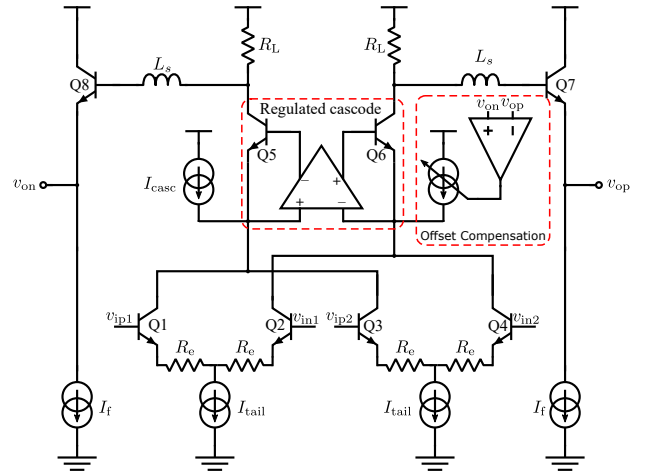 R_L R_L
L_s L_s
Q8 Q7
Regulated cascode
v_on v_op
+ −
Q5 Q6
− +
+ −
I_casc
v_on v_op
Offset Compensation
v_ip1 Q1 Q2 v_in1 v_ip2 Q3 Q4 v_in2
R_e R_e R_e R_e
I_f I_tail I_tail I_f